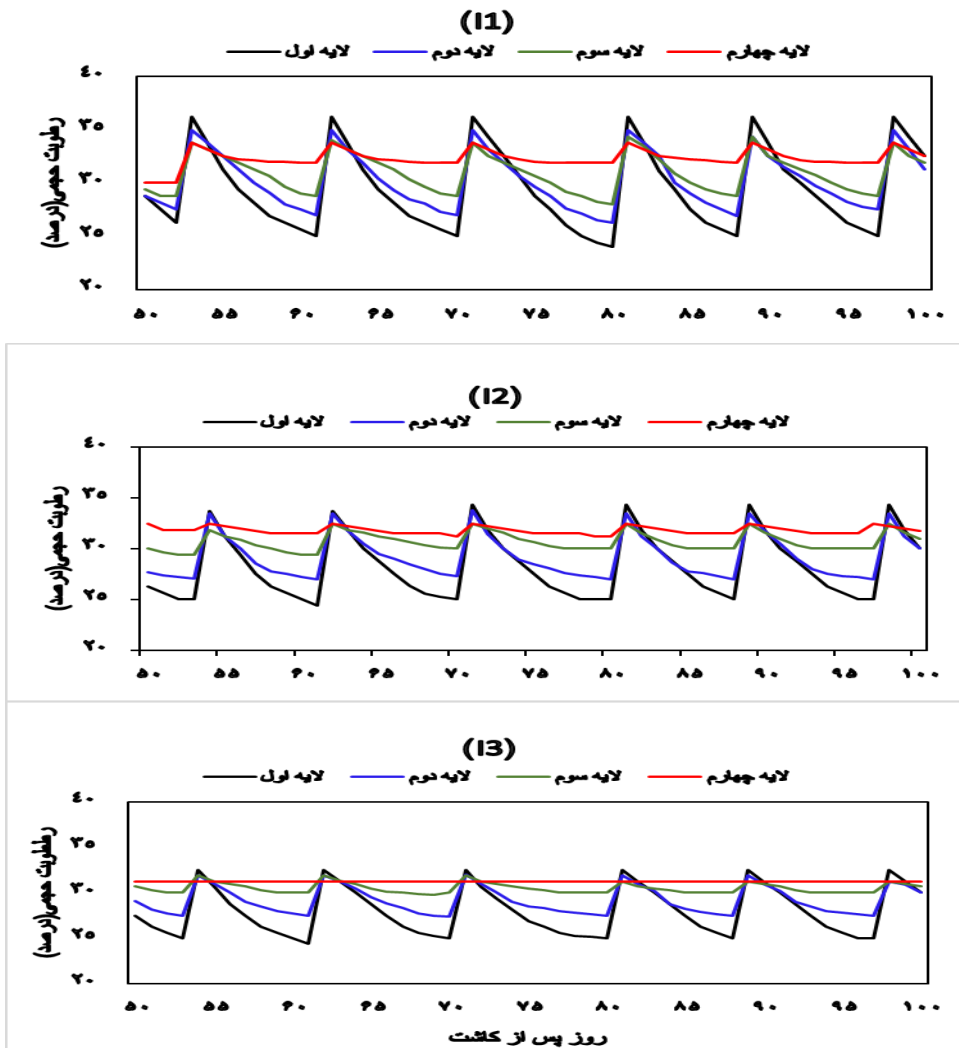 (I1)
لایه اول لایه دوم لایه سوم لایه چهارم
رطوبت حجمی(درصد)
۴۰
۳۵
۳۰
۲۵
۲۰
۵۰ ۵۵ ۶۰ ۶۵ ۷۰ ۷۵ ۸۰ ۸۵ ۹۰ ۹۵ ۱۰۰
(I2)
لایه اول لایه دوم لایه سوم لایه چهارم
رطوبت حجمی(درصد)
۴۰
۳۵
۳۰
۲۵
۲۰
۵۰ ۵۵ ۶۰ ۶۵ ۷۰ ۷۵ ۸۰ ۸۵ ۹۰ ۹۵ ۱۰۰
(I3)
لایه اول لایه دوم لایه سوم لایه چهارم
رططوبت حجمی(درصد)
۴۰
۳۵
۳۰
۲۵
۲۰
۵۰ ۵۵ ۶۰ ۶۵ ۷۰ ۷۵ ۸۰ ۸۵ ۹۰ ۹۵ ۱۰۰
روز پس از کاشت